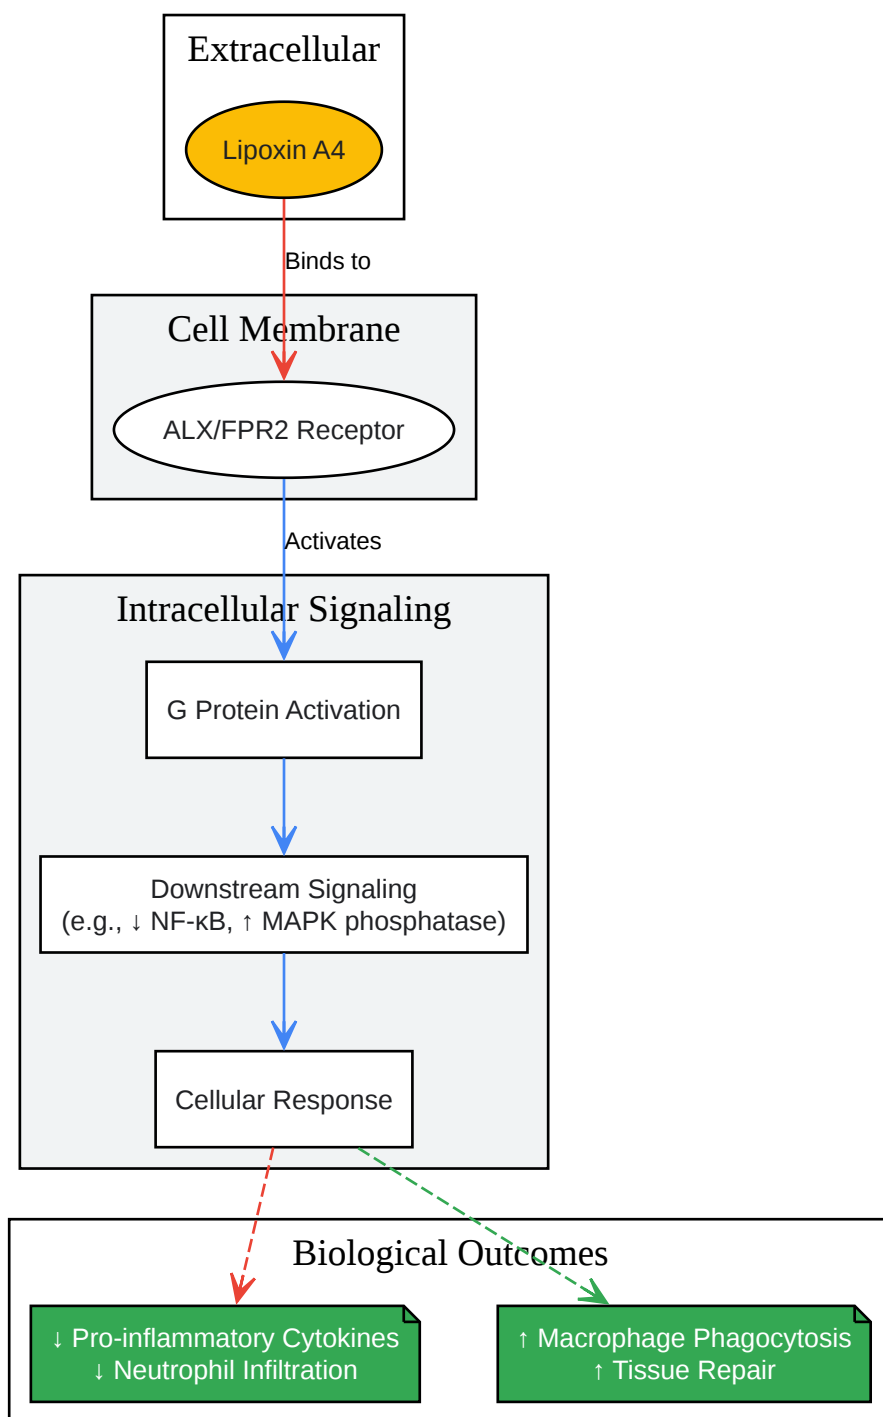 Extracellular
Lipoxin A4
Binds to
Cell Membrane
ALX/FPR2 Receptor
Activates
Intracellular Signaling
G Protein Activation
Downstream Signaling
(e.g., ↓ NF-κB, ↑ MAPK phosphatase)
Cellular Response
Biological Outcomes
↓ Pro-inflammatory Cytokines
↓ Neutrophil Infiltration
↑ Macrophage Phagocytosis
↑ Tissue Repair